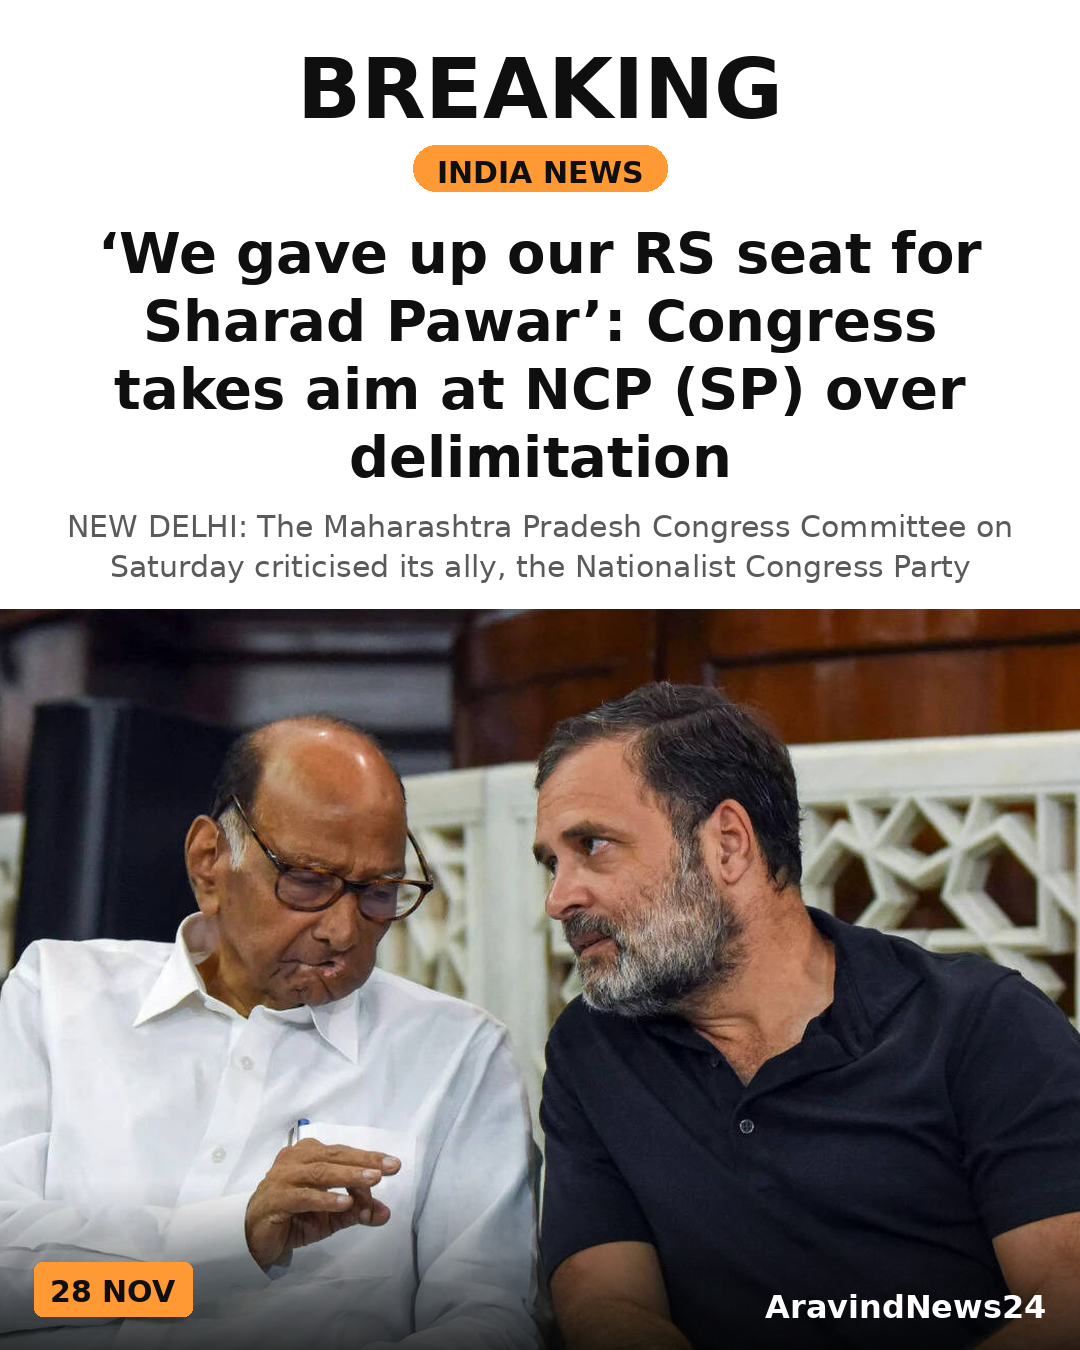 BREAKING
INDIA NEWS
‘We gave up our RS seat for
Sharad Pawar’: Congress
takes aim at NCP (SP) over
delimitation
NEW DELHI: The Maharashtra Pradesh Congress Committee on
Saturday criticised its ally, the Nationalist Congress Party
28 NOV
AravindNews24